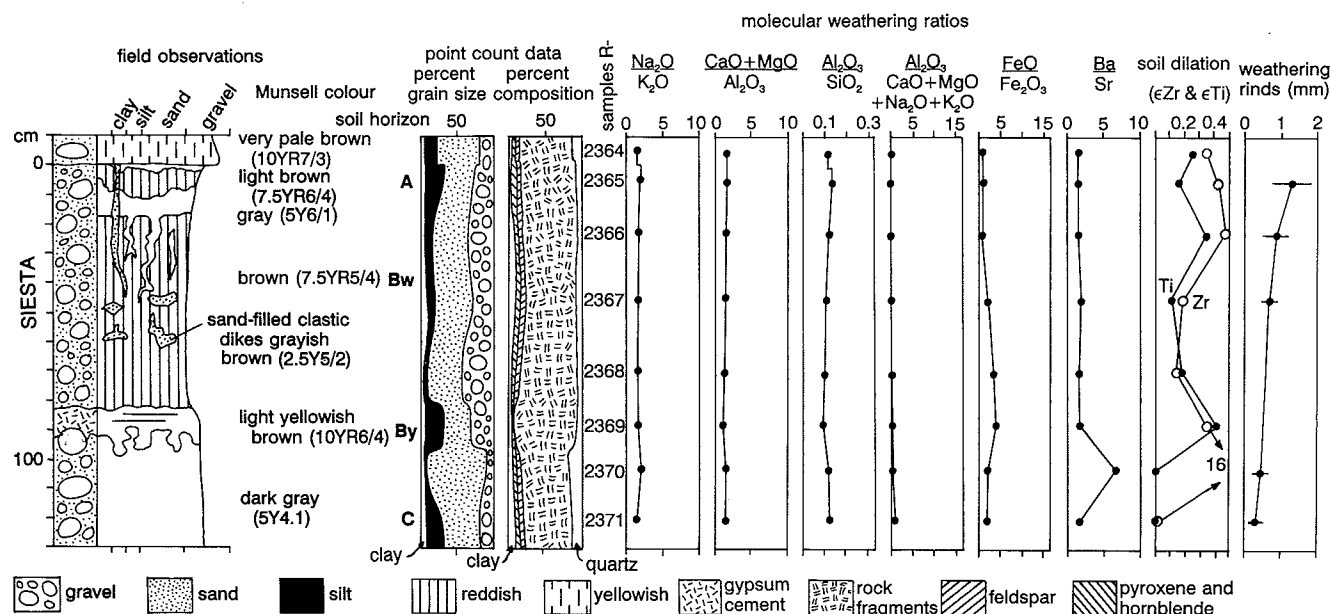 molecular weathering ratios
field observations
Munsell colour
point count data
percent grain size
percent composition
soil horizon
50
50
samples R-
Na2O
K2O
CaO+MgO
Al2O3
Al2O3
SiO2
Al2O3
CaO+MgO
+Na2O+K2O
FeO
Fe2O3
Ba
Sr
soil dilation
(εZr & εTi)
weathering
rinds (mm)
clay
silt
sand
gravel
0 5 10
0 5 10
0.1 0.3
5 15
5 15
0 5 10
0 0.2 0.4
0 1 2
cm
0
100
SIESTA
very pale brown
(10YR7/3)
light brown
(7.5YR6/4)
gray (5Y6/1)
brown (7.5YR5/4)
sand-filled clastic
dikes grayish
brown (2.5Y5/2)
light yellowish
brown (10YR6/4)
dark gray
(5Y4.1)
A
Bw
By
C
clay
clay
quartz
2364
2365
2366
2367
2368
2369
2370
2371
Ti
Zr
16
gravel
sand
silt
reddish
yellowish
gypsum
cement
rock
fragments
feldspar
pyroxene and
hornblende